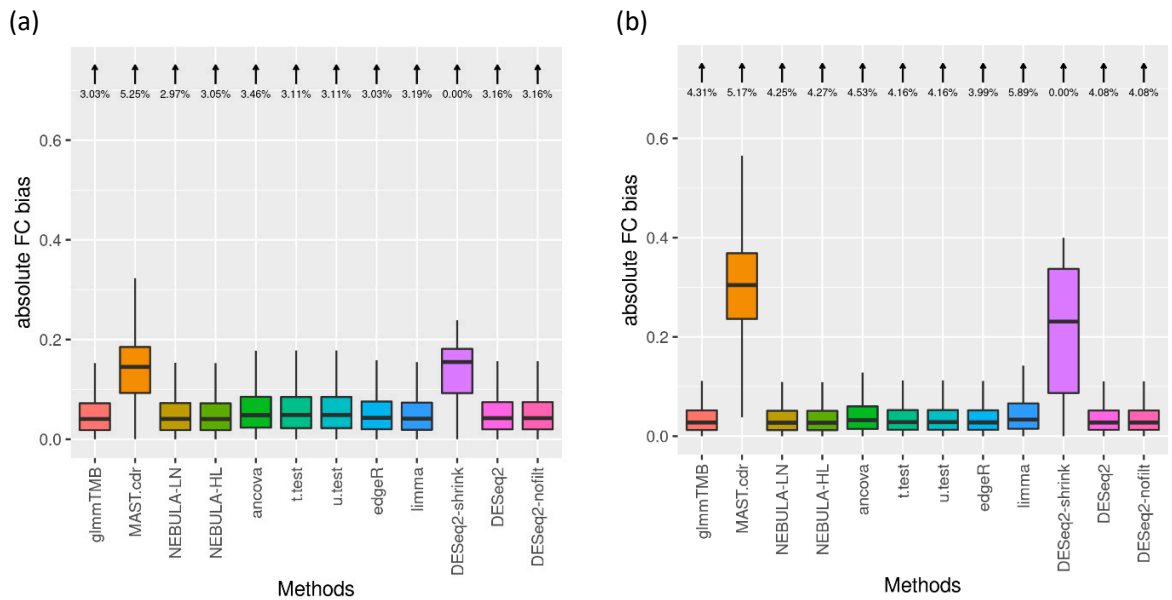 (a)
3.03% 5.25% 2.97% 3.05% 3.46% 3.11% 3.11% 3.03% 3.19% 0.00% 3.16% 3.16%
0.6
0.4
0.2
0.0
absolute FC bias
glmmTMB
MAST.cdr
NEBULA-LN
NEBULA-HL
ancova
t.test
u.test
edgeR
limma
DESeq2-shrink
DESeq2
DESeq2-nofilt
Methods
(b)
4.31% 5.17% 4.25% 4.27% 4.53% 4.16% 4.16% 3.99% 5.89% 0.00% 4.08% 4.08%
0.6
0.4
0.2
0.0
absolute FC bias
glmmTMB
MAST.cdr
NEBULA-LN
NEBULA-HL
ancova
t.test
u.test
edgeR
limma
DESeq2-shrink
DESeq2
DESeq2-nofilt
Methods